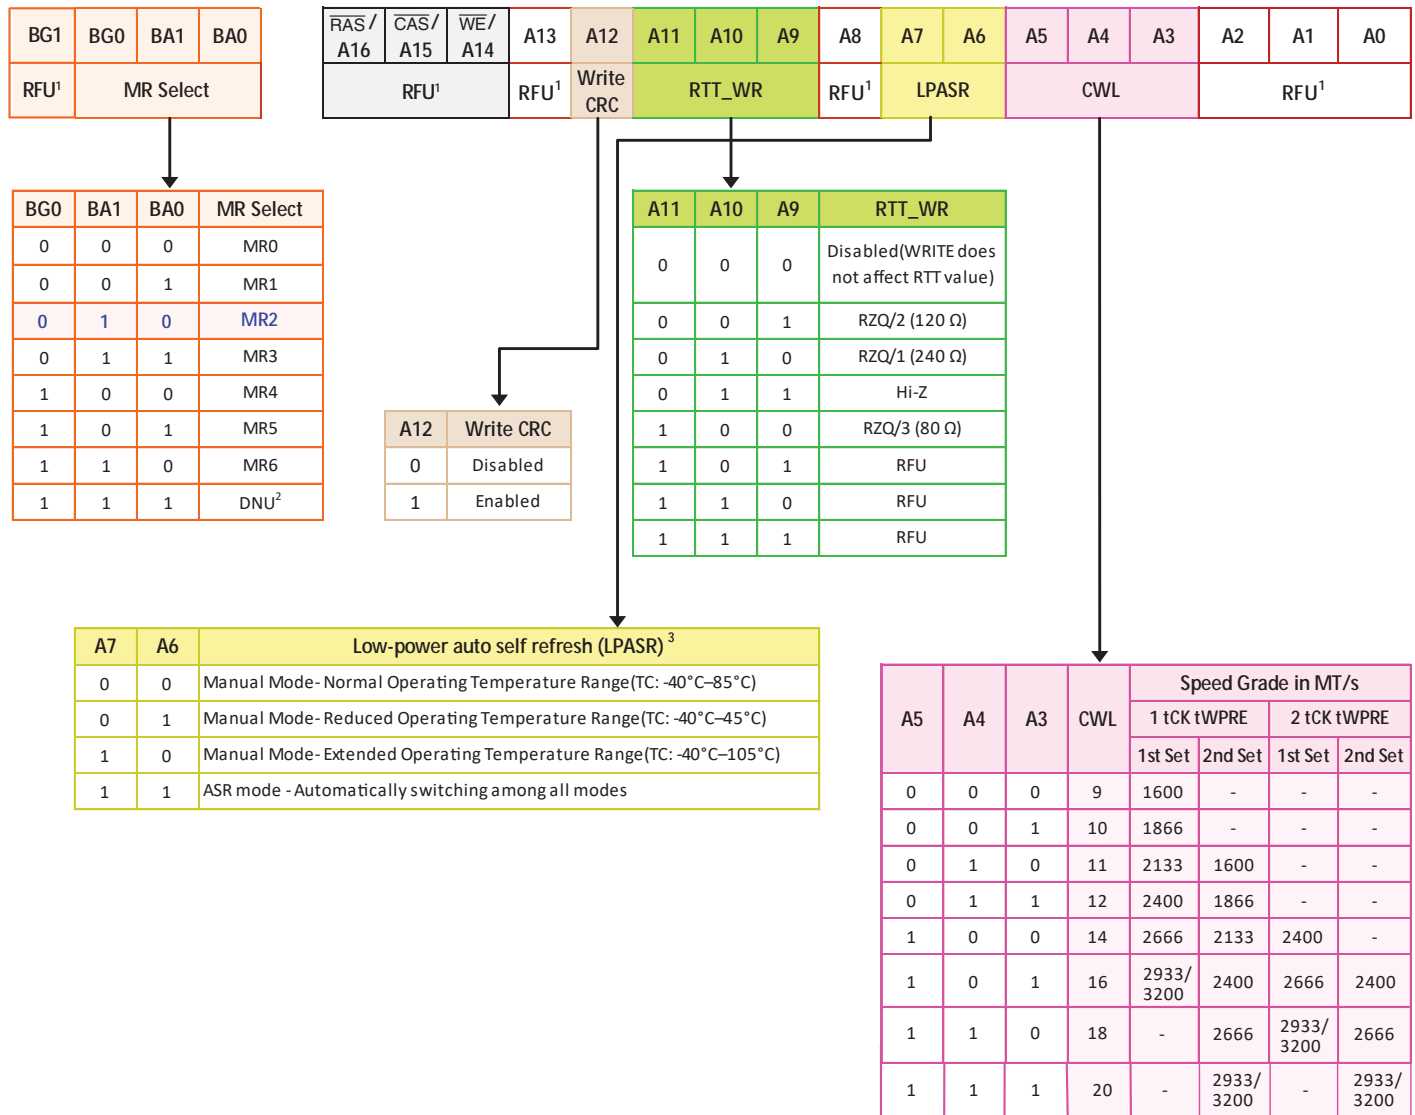 BG1 BG0 BA1 BA0 RAS/ A16 CAS/ A15 WE/ A14 A13 A12 A11 A10 A9 A8 A7 A6 A5 A4 A3 A2 A1 A0
RFU1 MR Select RFU1 RFU1 Write CRC RTT_WR RFU1 LPASR CWL RFU1
BG0 BA1 BA0 MR Select
0 0 0 MR0
0 0 1 MR1
0 1 0 MR2
0 1 1 MR3
1 0 0 MR4
1 0 1 MR5
1 1 0 MR6
1 1 1 DNU2
A12 Write CRC
0 Disabled
1 Enabled
A11 A10 A9 RTT_WR
0 0 0 Disabled(WRITE does not affect RTT value)
0 0 1 RZQ/2 (120 Ω)
0 1 0 RZQ/1 (240 Ω)
0 1 1 Hi-Z
1 0 0 RZQ/3 (80 Ω)
1 0 1 RFU
1 1 0 RFU
1 1 1 RFU
A7 A6 Low-power auto self refresh (LPASR) 3
0 0 Manual Mode- Normal Operating Temperature Range(TC: -40°C–85°C)
0 1 Manual Mode- Reduced Operating Temperature Range(TC: -40°C–45°C)
1 0 Manual Mode- Extended Operating Temperature Range(TC: -40°C–105°C)
1 1 ASR mode - Automatically switching among all modes
A5 A4 A3 CWL Speed Grade in MT/s
1 tCK tWPRE 2 tCK tWPRE
1st Set 2nd Set 1st Set 2nd Set
0 0 0 9 1600 - - -
0 0 1 10 1866 - - -
0 1 0 11 2133 1600 - -
0 1 1 12 2400 1866 - -
1 0 0 14 2666 2133 2400 -
1 0 1 16 2933/ 3200 2400 2666 2400
1 1 0 18 - 2666 2933/ 3200 2666
1 1 1 20 - 2933/ 3200 - 2933/ 3200